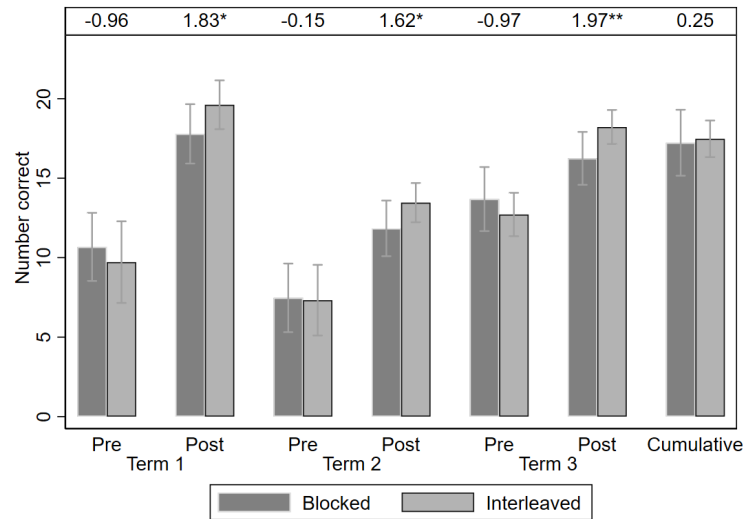 -0.96 1.83* -0.15 1.62* -0.97 1.97** 0.25
Number correct
20
15
10
5
0
Pre Post Pre Post Pre Post Cumulative
Term 1 Term 2 Term 3
Blocked Interleaved